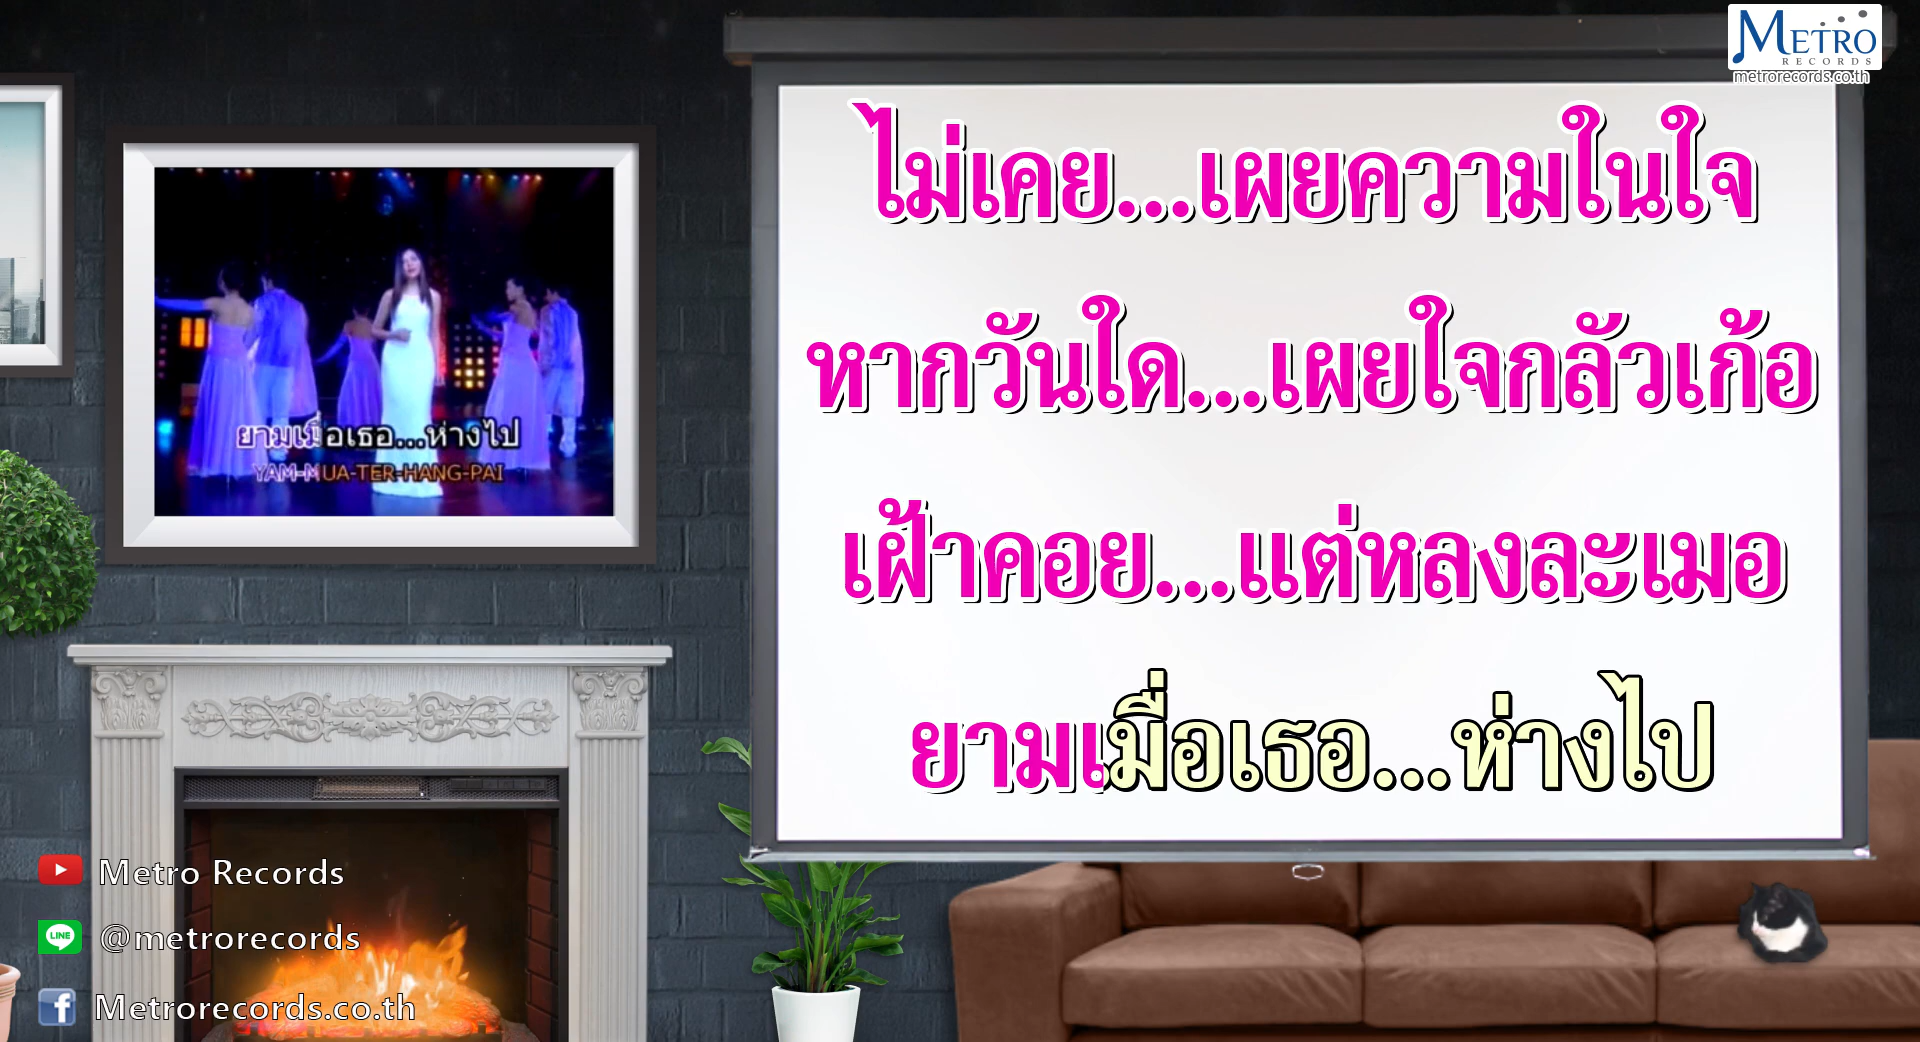 METRO
RECORDS
metrorecords.co.th
ไม่เคย...เผยความในใจ
หากวันใด...เผยใจกลัวเก้อ
เฝ้าคอย...แต่หลงละเมอ
ยามเมื่อเธอ...ห่างไป
ยามเมื่อเธอ...ห่างไป
YAM-MUA-TER-HANG-PAI
Metro Records
LINE
@metrorecords
f
Metrorecords.co.th